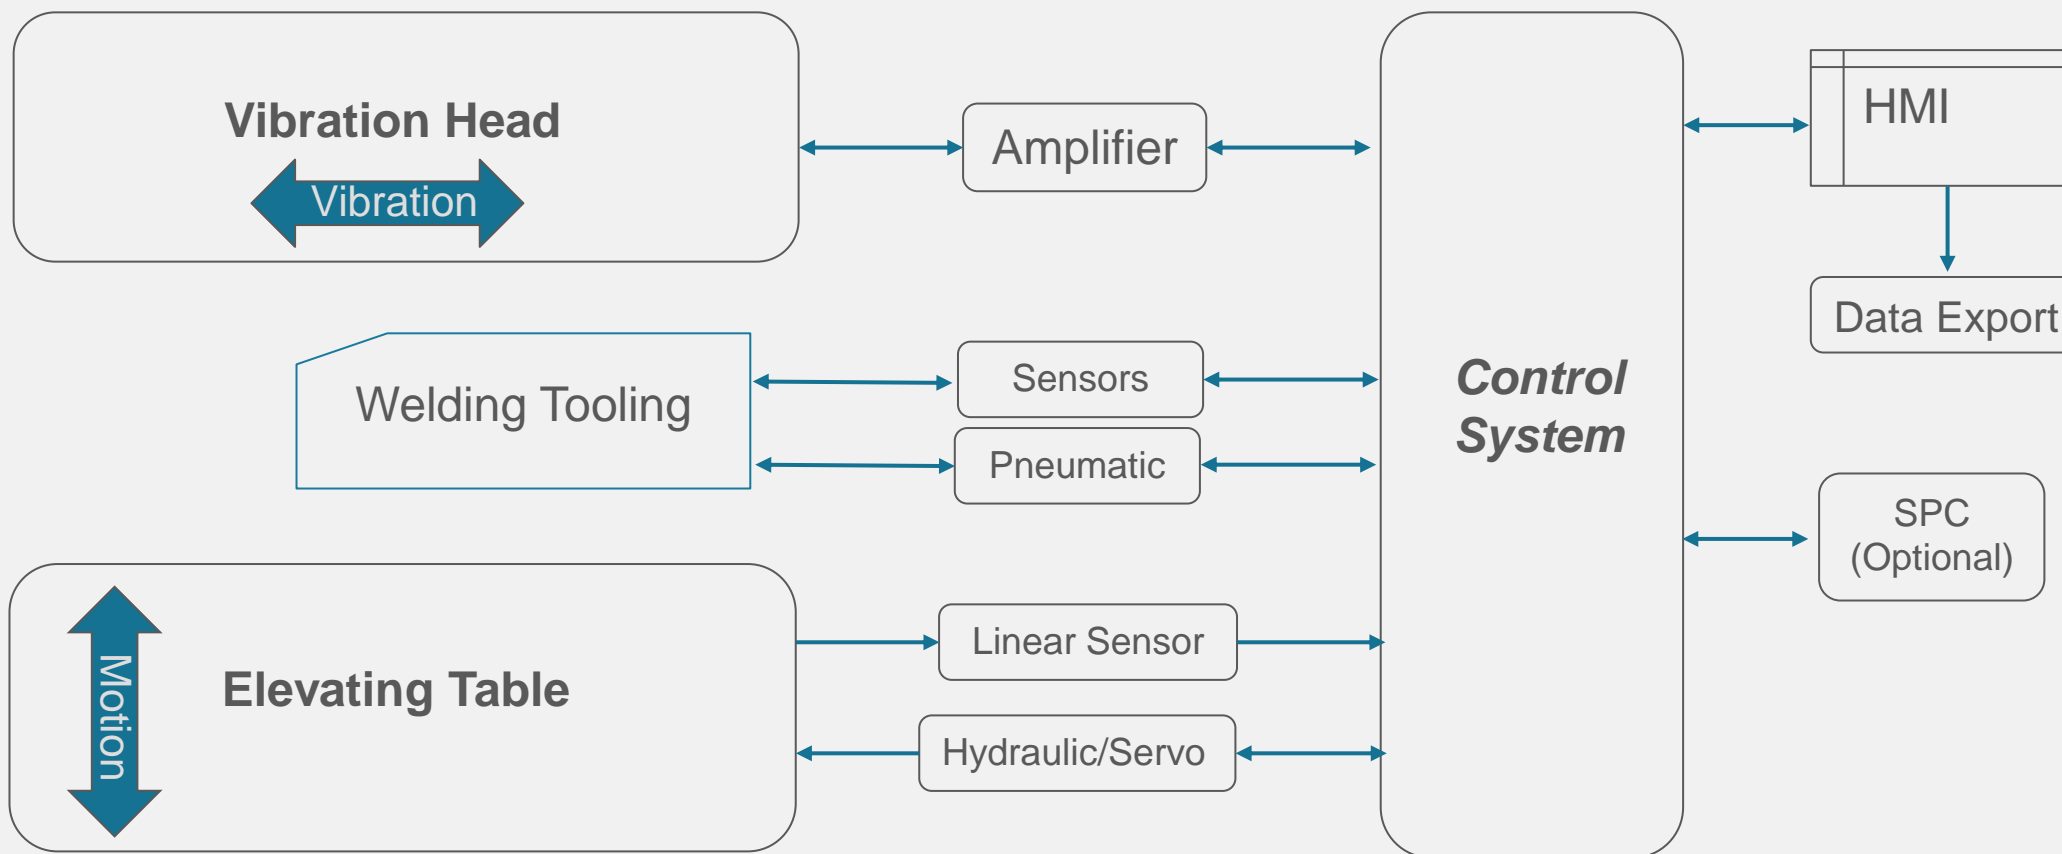 Vibration Head
Vibration
Amplifier
HMI
Data Export
Welding Tooling
Sensors
Pneumatic
Control
System
SPC
(Optional)
Motion
Elevating Table
Linear Sensor
Hydraulic/Servo